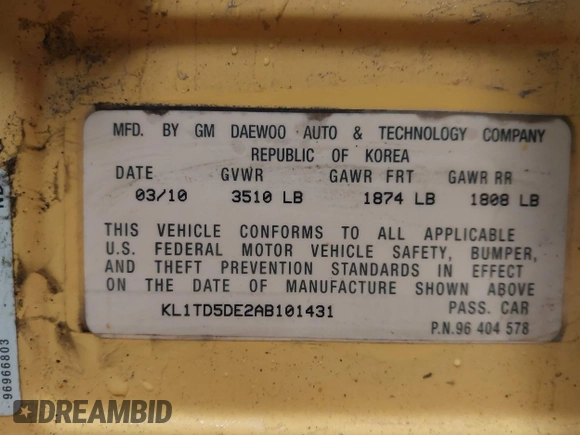 MFD. BY GM DAEWOO AUTO & TECHNOLOGY COMPANY
REPUBLIC OF KOREA
DATE GVWR GAWR FRT GAWR RR
03/10 3510 LB 1874 LB 1808 LB
THIS VEHICLE CONFORMS TO ALL APPLICABLE
U.S. FEDERAL MOTOR VEHICLE SAFETY, BUMPER,
AND THEFT PREVENTION STANDARDS IN EFFECT
ON THE DATE OF MANUFACTURE SHOWN ABOVE
KL1TD5DE2AB101431 PASS. CAR
P.N. 96 404 578
96966803
DREAMBID